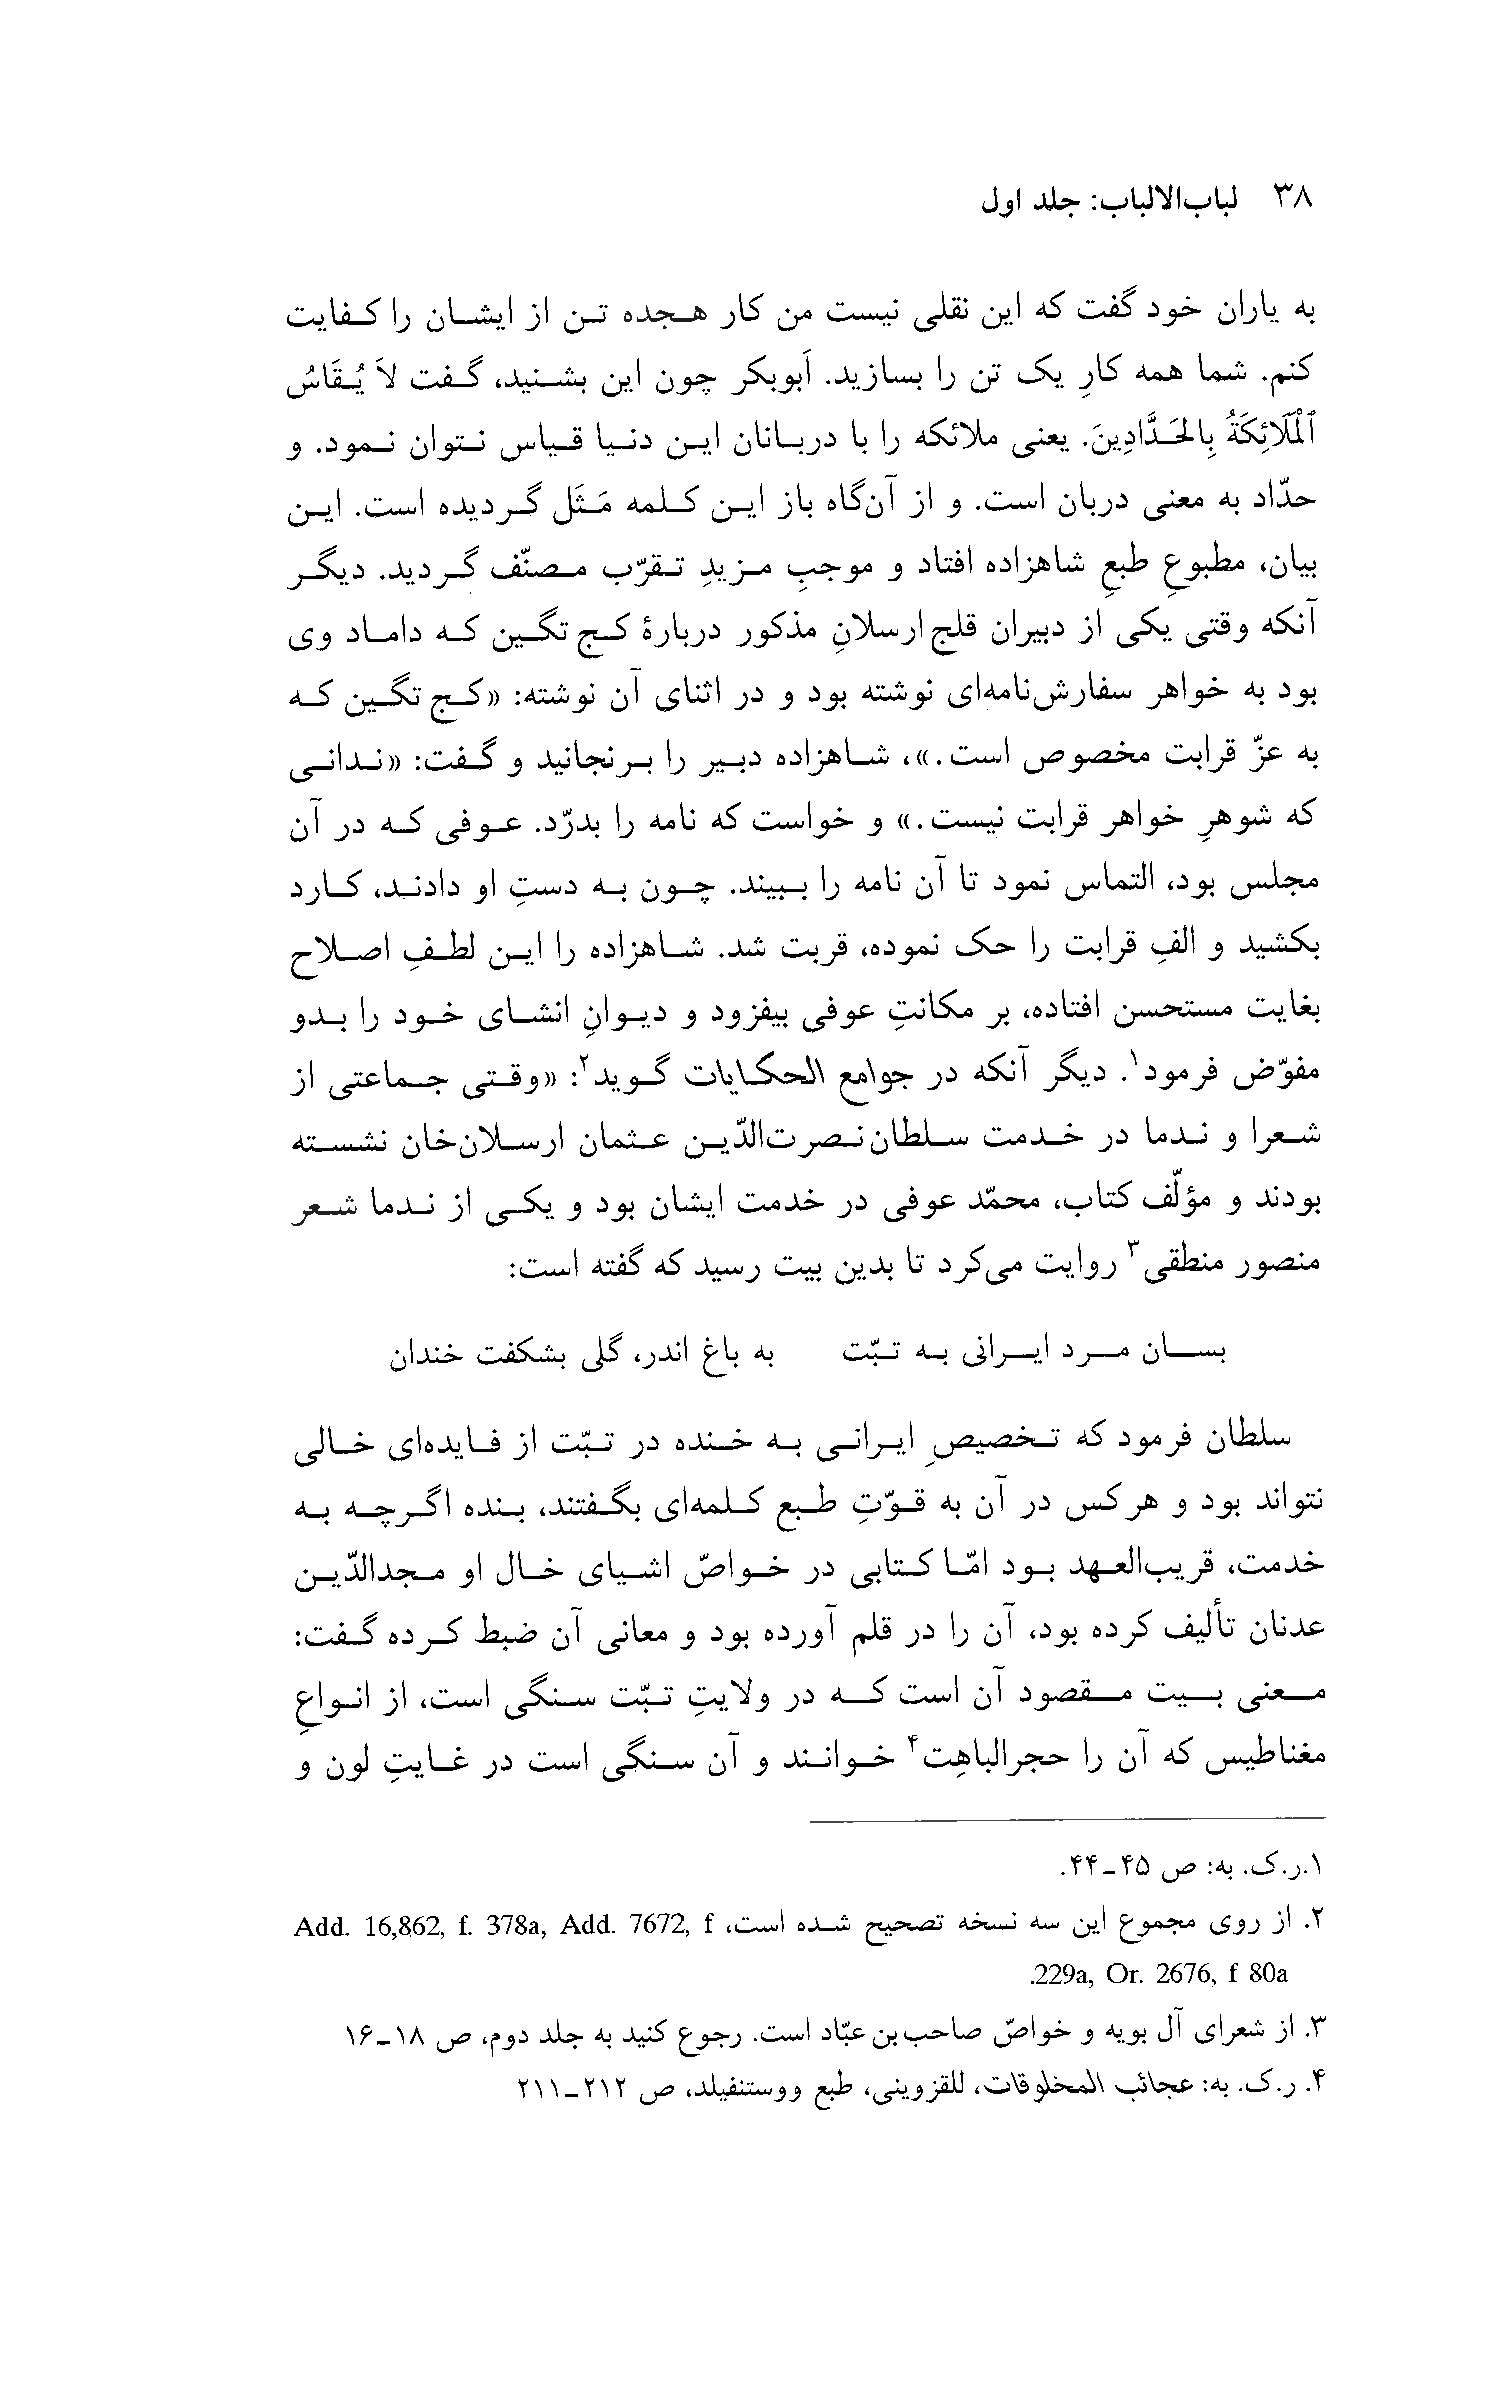 ۳۸ لباب‌الالباب: جلد اول
به یاران خود گفت که این نقلی نیست من کار هجده تن از ایشان را کفایت
کنم. شما همه کارِ یک تن را بسازید. اَبوبکر چون این بشنید، گفت لاَ یُقَاسُ
اَلْمَلَائِکَةُ بِالحَدَّادِینَ. یعنی ملائکه را با دربانان این دنیا قیاس نتوان نمود. و
حدّاد به معنی دربان است. و از آن‌گاه باز این کلمه مَثَل گردیده است. این
بیان، مطبوعِ طبعِ شاهزاده افتاد و موجبِ مزیدِ تقرّب مصنّف گردید. دیگر
آنکه وقتی یکی از دبیران قلج‌ارسلانِ مذکور دربارهٔ کج‌تگین که داماد وی
بود به خواهر سفارش‌نامه‌ای نوشته بود و در اثنای آن نوشته: «کج‌تگین که
به عزّ قرابت مخصوص است.»، شاهزاده دبیر را برنجانید و گفت: «ندانی
که شوهرِ خواهر قرابت نیست.» و خواست که نامه را بدرّد. عوفی که در آن
مجلس بود، التماس نمود تا آن نامه را ببیند. چون به دستِ او دادند، کارد
بکشید و الفِ قرابت را حک نموده، قربت شد. شاهزاده را این لطفِ اصلاح
بغایت مستحسن افتاده، بر مکانتِ عوفی بیفزود و دیوانِ انشای خود را بدو
مفوّض فرمود۱. دیگر آنکه در جوامع الحکایات گوید۲: «وقتی جماعتی از
شعرا و ندما در خدمت سلطان‌نصرت‌الدّین عثمان ارسلان‌خان نشسته
بودند و مؤلّف کتاب، محمّد عوفی در خدمت ایشان بود و یکی از ندما شعر
منصور منطقی۳ روایت می‌کرد تا بدین بیت رسید که گفته است:
بسان مرد ایرانی به تبّت به باغ اندر، گلی بشکفت خندان
سلطان فرمود که تخصیصِ ایرانی به خنده در تبّت از فایده‌ای خالی
نتواند بود و هرکس در آن به قوّتِ طبع کلمه‌ای بگفتند، بنده اگرچه به
خدمت، قریب‌العهد بود امّا کتابی در خواصّ اشیای خال او مجدالدّین
عدنان تألیف کرده بود، آن را در قلم آورده بود و معانی آن ضبط کرده گفت:
معنی بیت مقصود آن است که در ولایتِ تبّت سنگی است، از انواعِ
مغناطیس که آن را حجرالباهِت۴ خوانند و آن سنگی است در غایتِ لون و
۱.ر.ک. به: ص ۴۵-۴۴.
۲. از روی مجموع این سه نسخه تصحیح شده است، Add. 16,862, f. 378a, Add. 7672, f
229a, Or. 2676, f 80a.
۳. از شعرای آل بویه و خواصّ صاحب‌بن‌عبّاد است. رجوع کنید به جلد دوم، ص ۱۸-۱۶
۴. ر.ک. به: عجائب المخلوقات، للقزوینی، طبع ووستنفیلد، ص ۲۱۲-۲۱۱